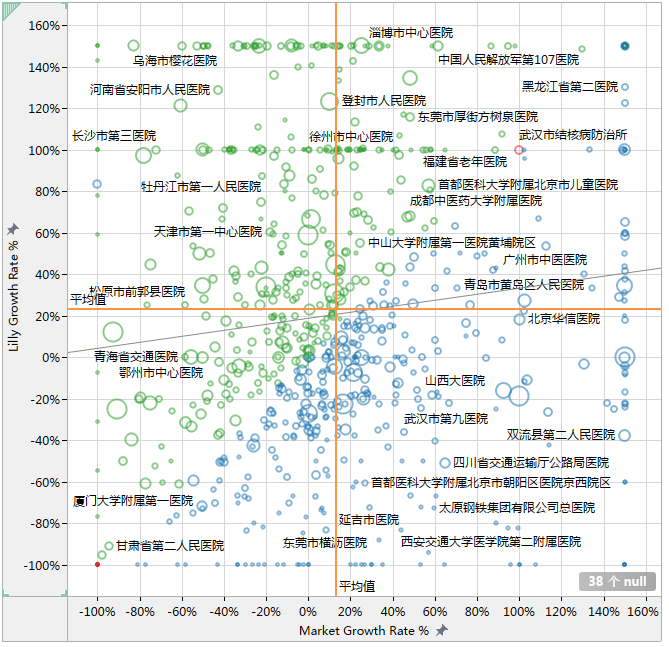 淄博市中心医院
160%
140%
乌海市樱花医院
中国人民解放军第107医院
河南省安阳市人民医院
黑龙江省第二医院
登封市人民医院
120%
东莞市厚街方树泉医院
长沙市第三医院
徐州市中心医院
武汉市结核病防治所
100%
福建省老年医院
牡丹江市第一人民医院
首都医科大学附属北京市儿童医院
80%
成都中医药大学附属医院
天津市第一中心医院
60%
中山大学附属第一医院黄埔院区
广州市中医医院
40%
松原市前郭县医院
青岛市黄岛区人民医院
平均值
20%
北京华信医院
青海省交通医院
0%
鄂州市中心医院
山西大医院
-20%
武汉市第九医院
双流县第二人民医院
-40%
四川省交通运输厅公路局医院
-60%
首都医科大学附属北京市朝阳区医院京西院区
厦门大学附属第一医院
太原钢铁集团有限公司总医院
-80%
延吉市医院
甘肃省第二人民医院
东莞市横沥医院
西安交通大学医学院第二附属医院
-100%
38 个 null
平均值
Lilly Growth Rate %
-100% -80% -60% -40% -20% 0% 20% 40% 60% 80% 100% 120% 140% 160%
Market Growth Rate %